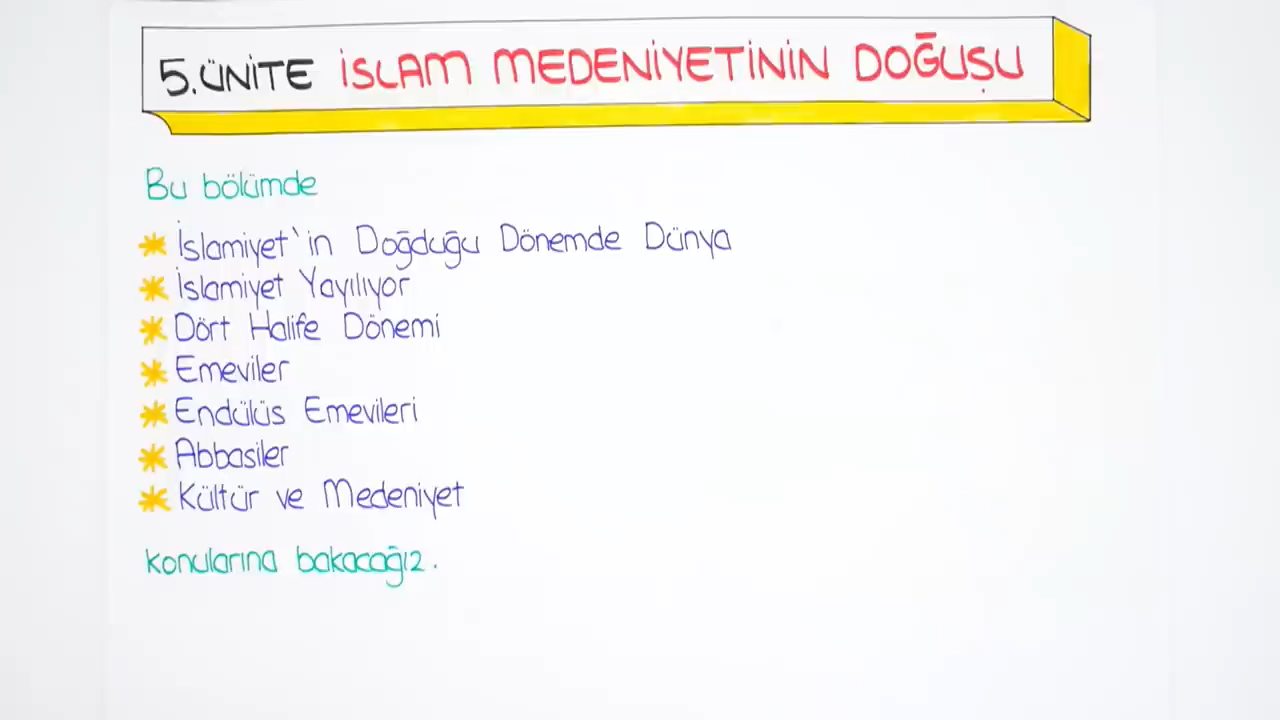 5.ÜNİTE İSLAM MEDENİYETİNİN DOĞUŞU
Bu bölümde
* İslamiyet`in Doğduğu Dönemde Dünya
* İslamiyet Yayılıyor
* Dört Halife Dönemi
* Emeviler
* Endülüs Emevileri
* Abbasiler
* Kültür ve Medeniyet
konularına bakacağız.